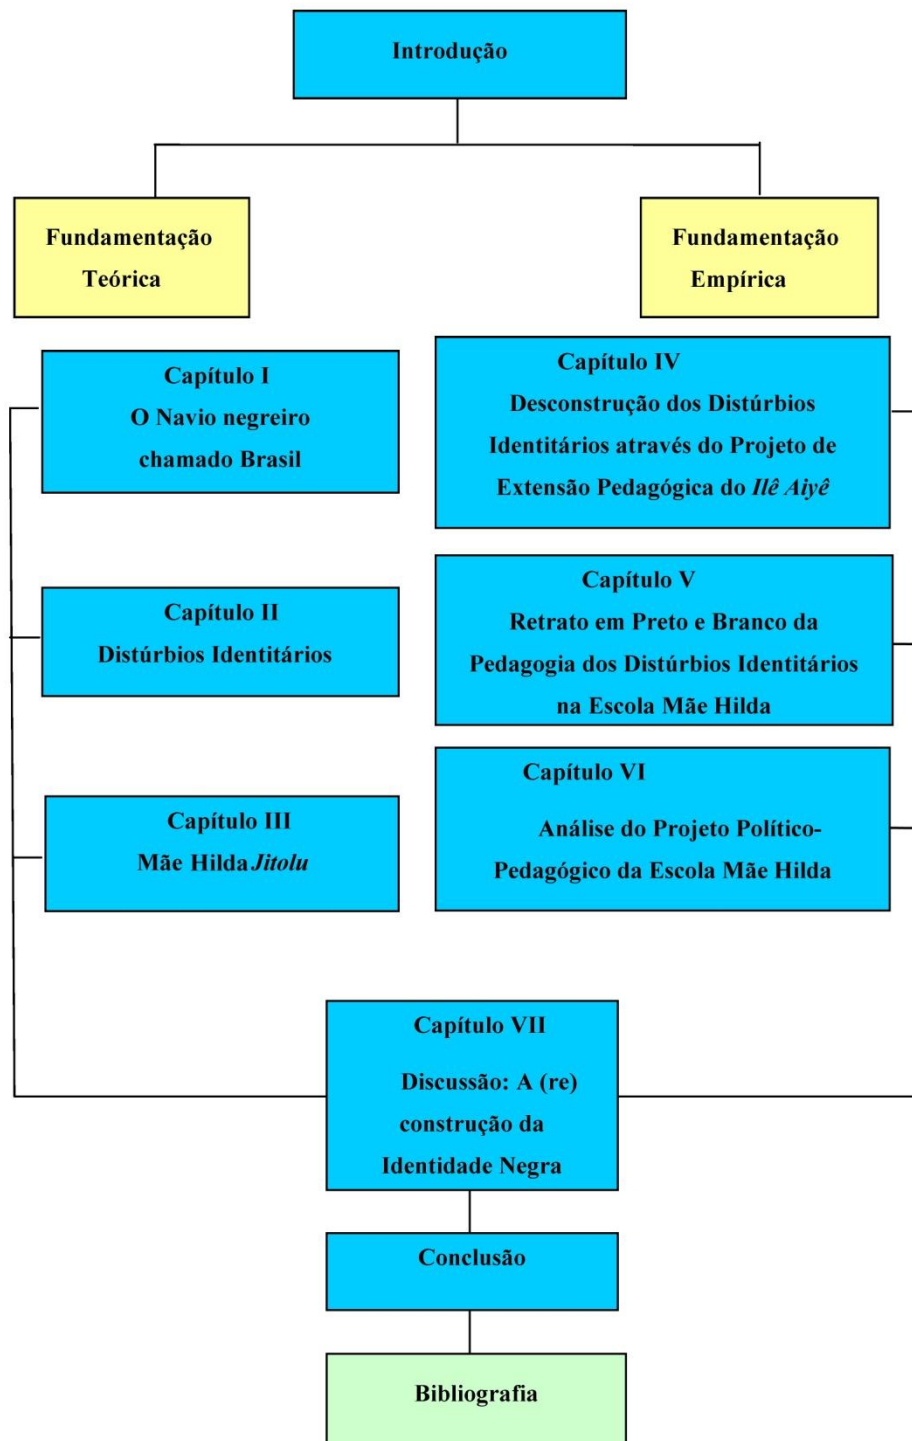 Introdução
Fundamentação
Teórica
Fundamentação
Empírica
Capítulo I
O Navio negreiro
chamado Brasil
Capítulo II
Distúrbios Identitários
Capítulo III
Mãe Hilda Jitolu
Capítulo IV
Desconstrução dos Distúrbios
Identitários através do Projeto de
Extensão Pedagógica do Ilê Aiyê
Capítulo V
Retrato em Preto e Branco da
Pedagogia dos Distúrbios Identitários
na Escola Mãe Hilda
Capítulo VI
Análise do Projeto Político-
Pedagógico da Escola Mãe Hilda
Capítulo VII
Discussão: A (re)
construção da
Identidade Negra
Conclusão
Bibliografia